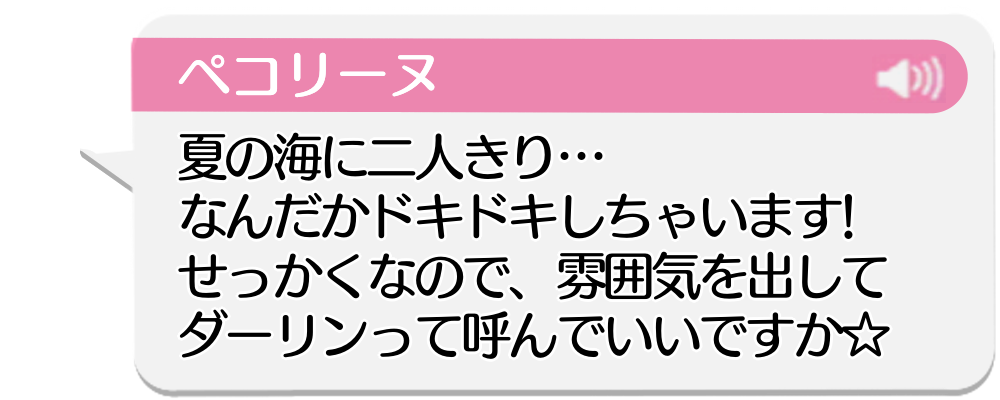 ペコリーヌ
夏の海に二人きり…
なんだかドキドキしちゃいます!
せっかくなので、雰囲気を出して
ダーリンって呼んでいいですか☆